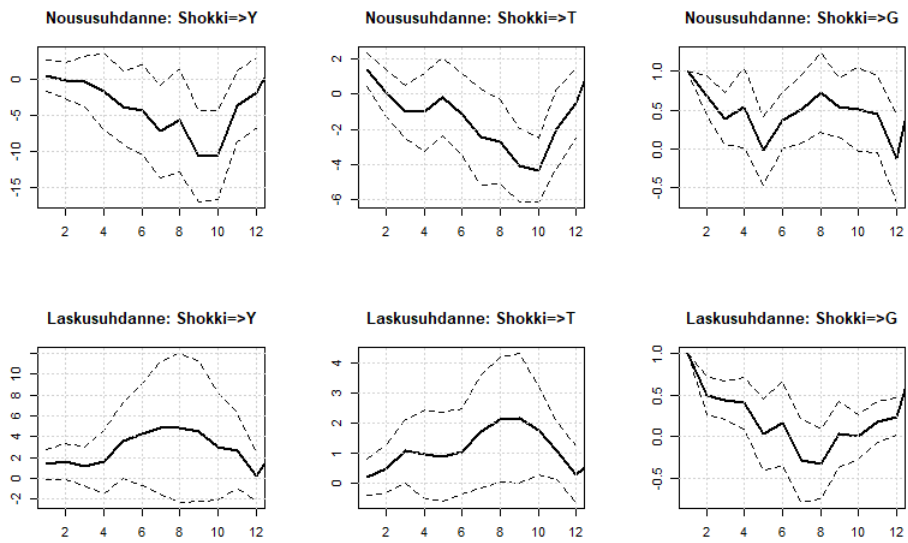 Noususuhdanne: Shokki=>Y
0
-5
-10
-15
2 4 6 8 10 12
Noususuhdanne: Shokki=>T
2
0
-2
-4
-6
2 4 6 8 10 12
Noususuhdanne: Shokki=>G
1.0
0.5
0.0
-0.5
2 4 6 8 10 12
Laskusuhdanne: Shokki=>Y
10
8
6
4
2
0
-2
2 4 6 8 10 12
Laskusuhdanne: Shokki=>T
4
3
2
1
0
2 4 6 8 10 12
Laskusuhdanne: Shokki=>G
1.0
0.5
0.0
-0.5
2 4 6 8 10 12